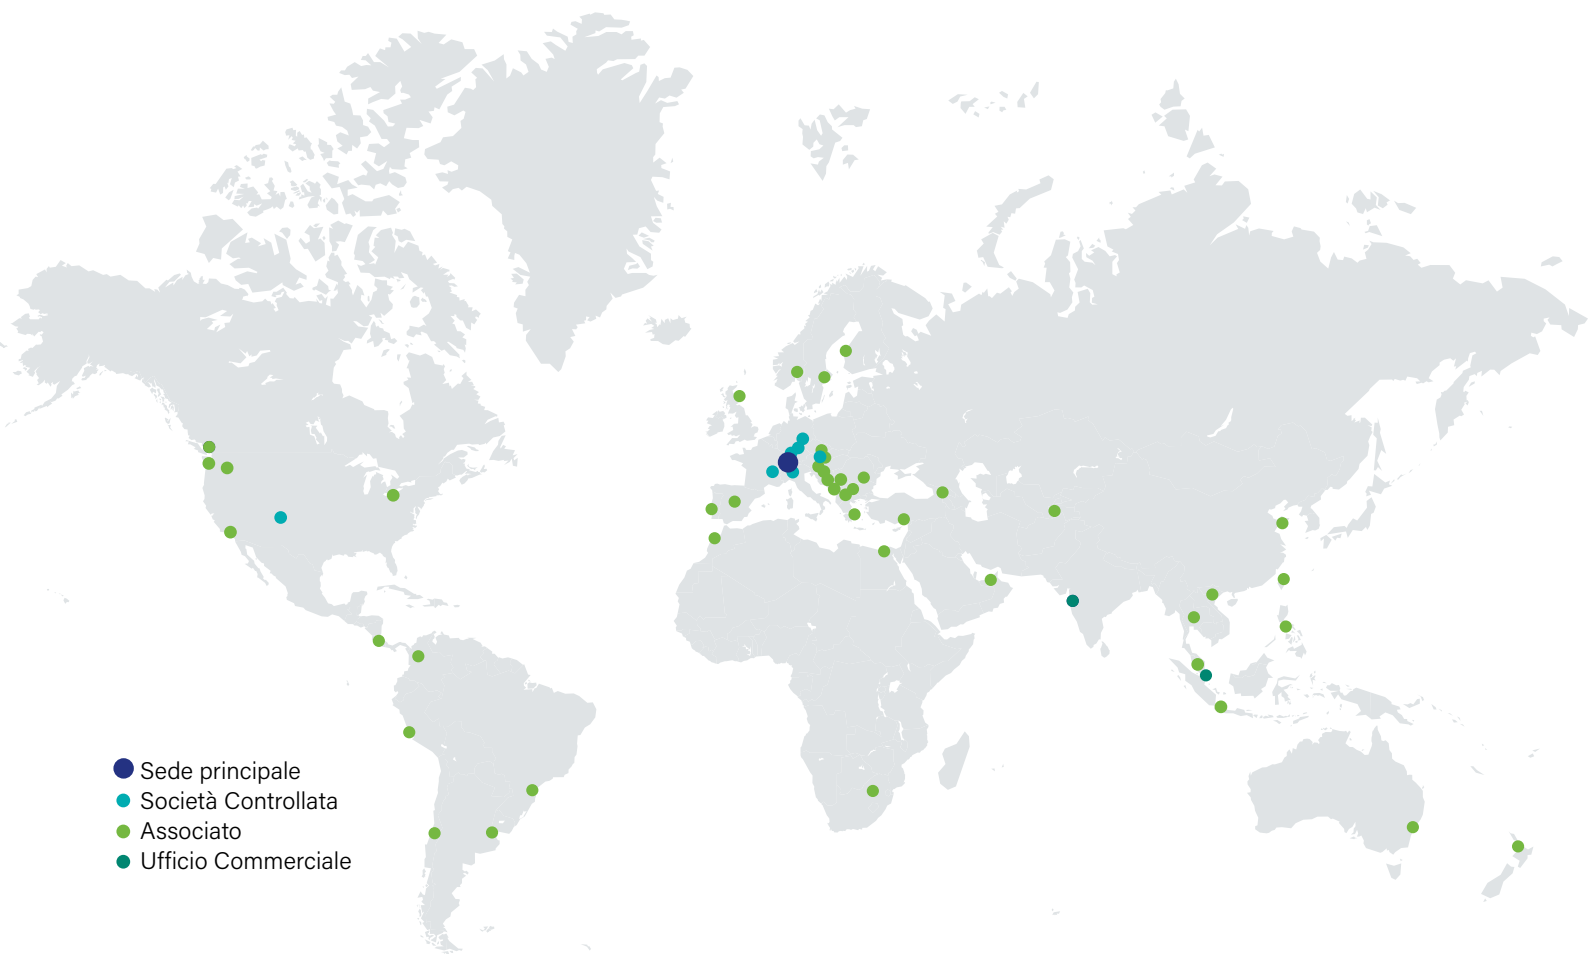 Sede principale
Società Controllata
Associato
Ufficio Commerciale